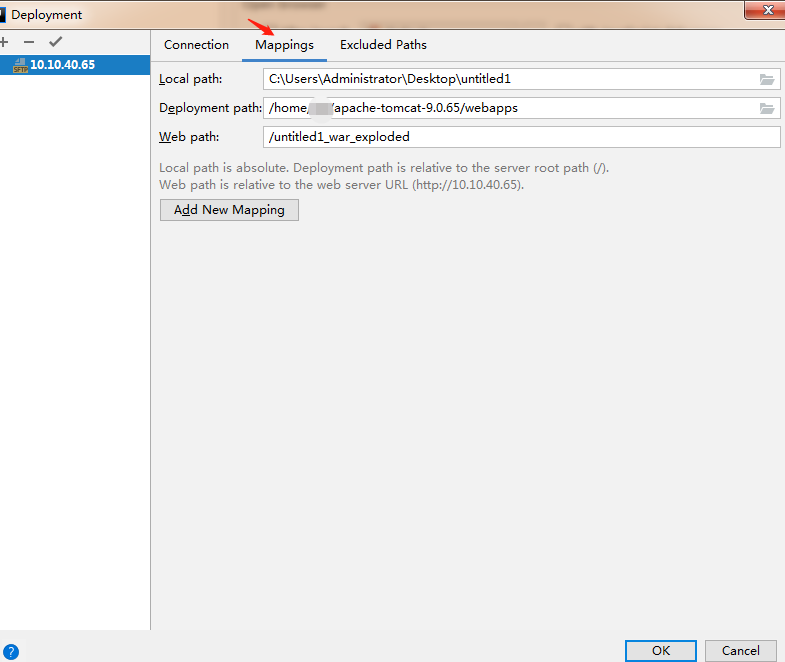 Deployment
SFTP
10.10.40.65
Connection Mappings Excluded Paths
Local path: C:\Users\Administrator\Desktop\untitled1
Deployment path: /home/ /apache-tomcat-9.0.65/webapps
Web path: /untitled1_war_exploded
Local path is absolute. Deployment path is relative to the server root path (/).
Web path is relative to the web server URL (http://10.10.40.65).
Add New Mapping
?
OK Cancel